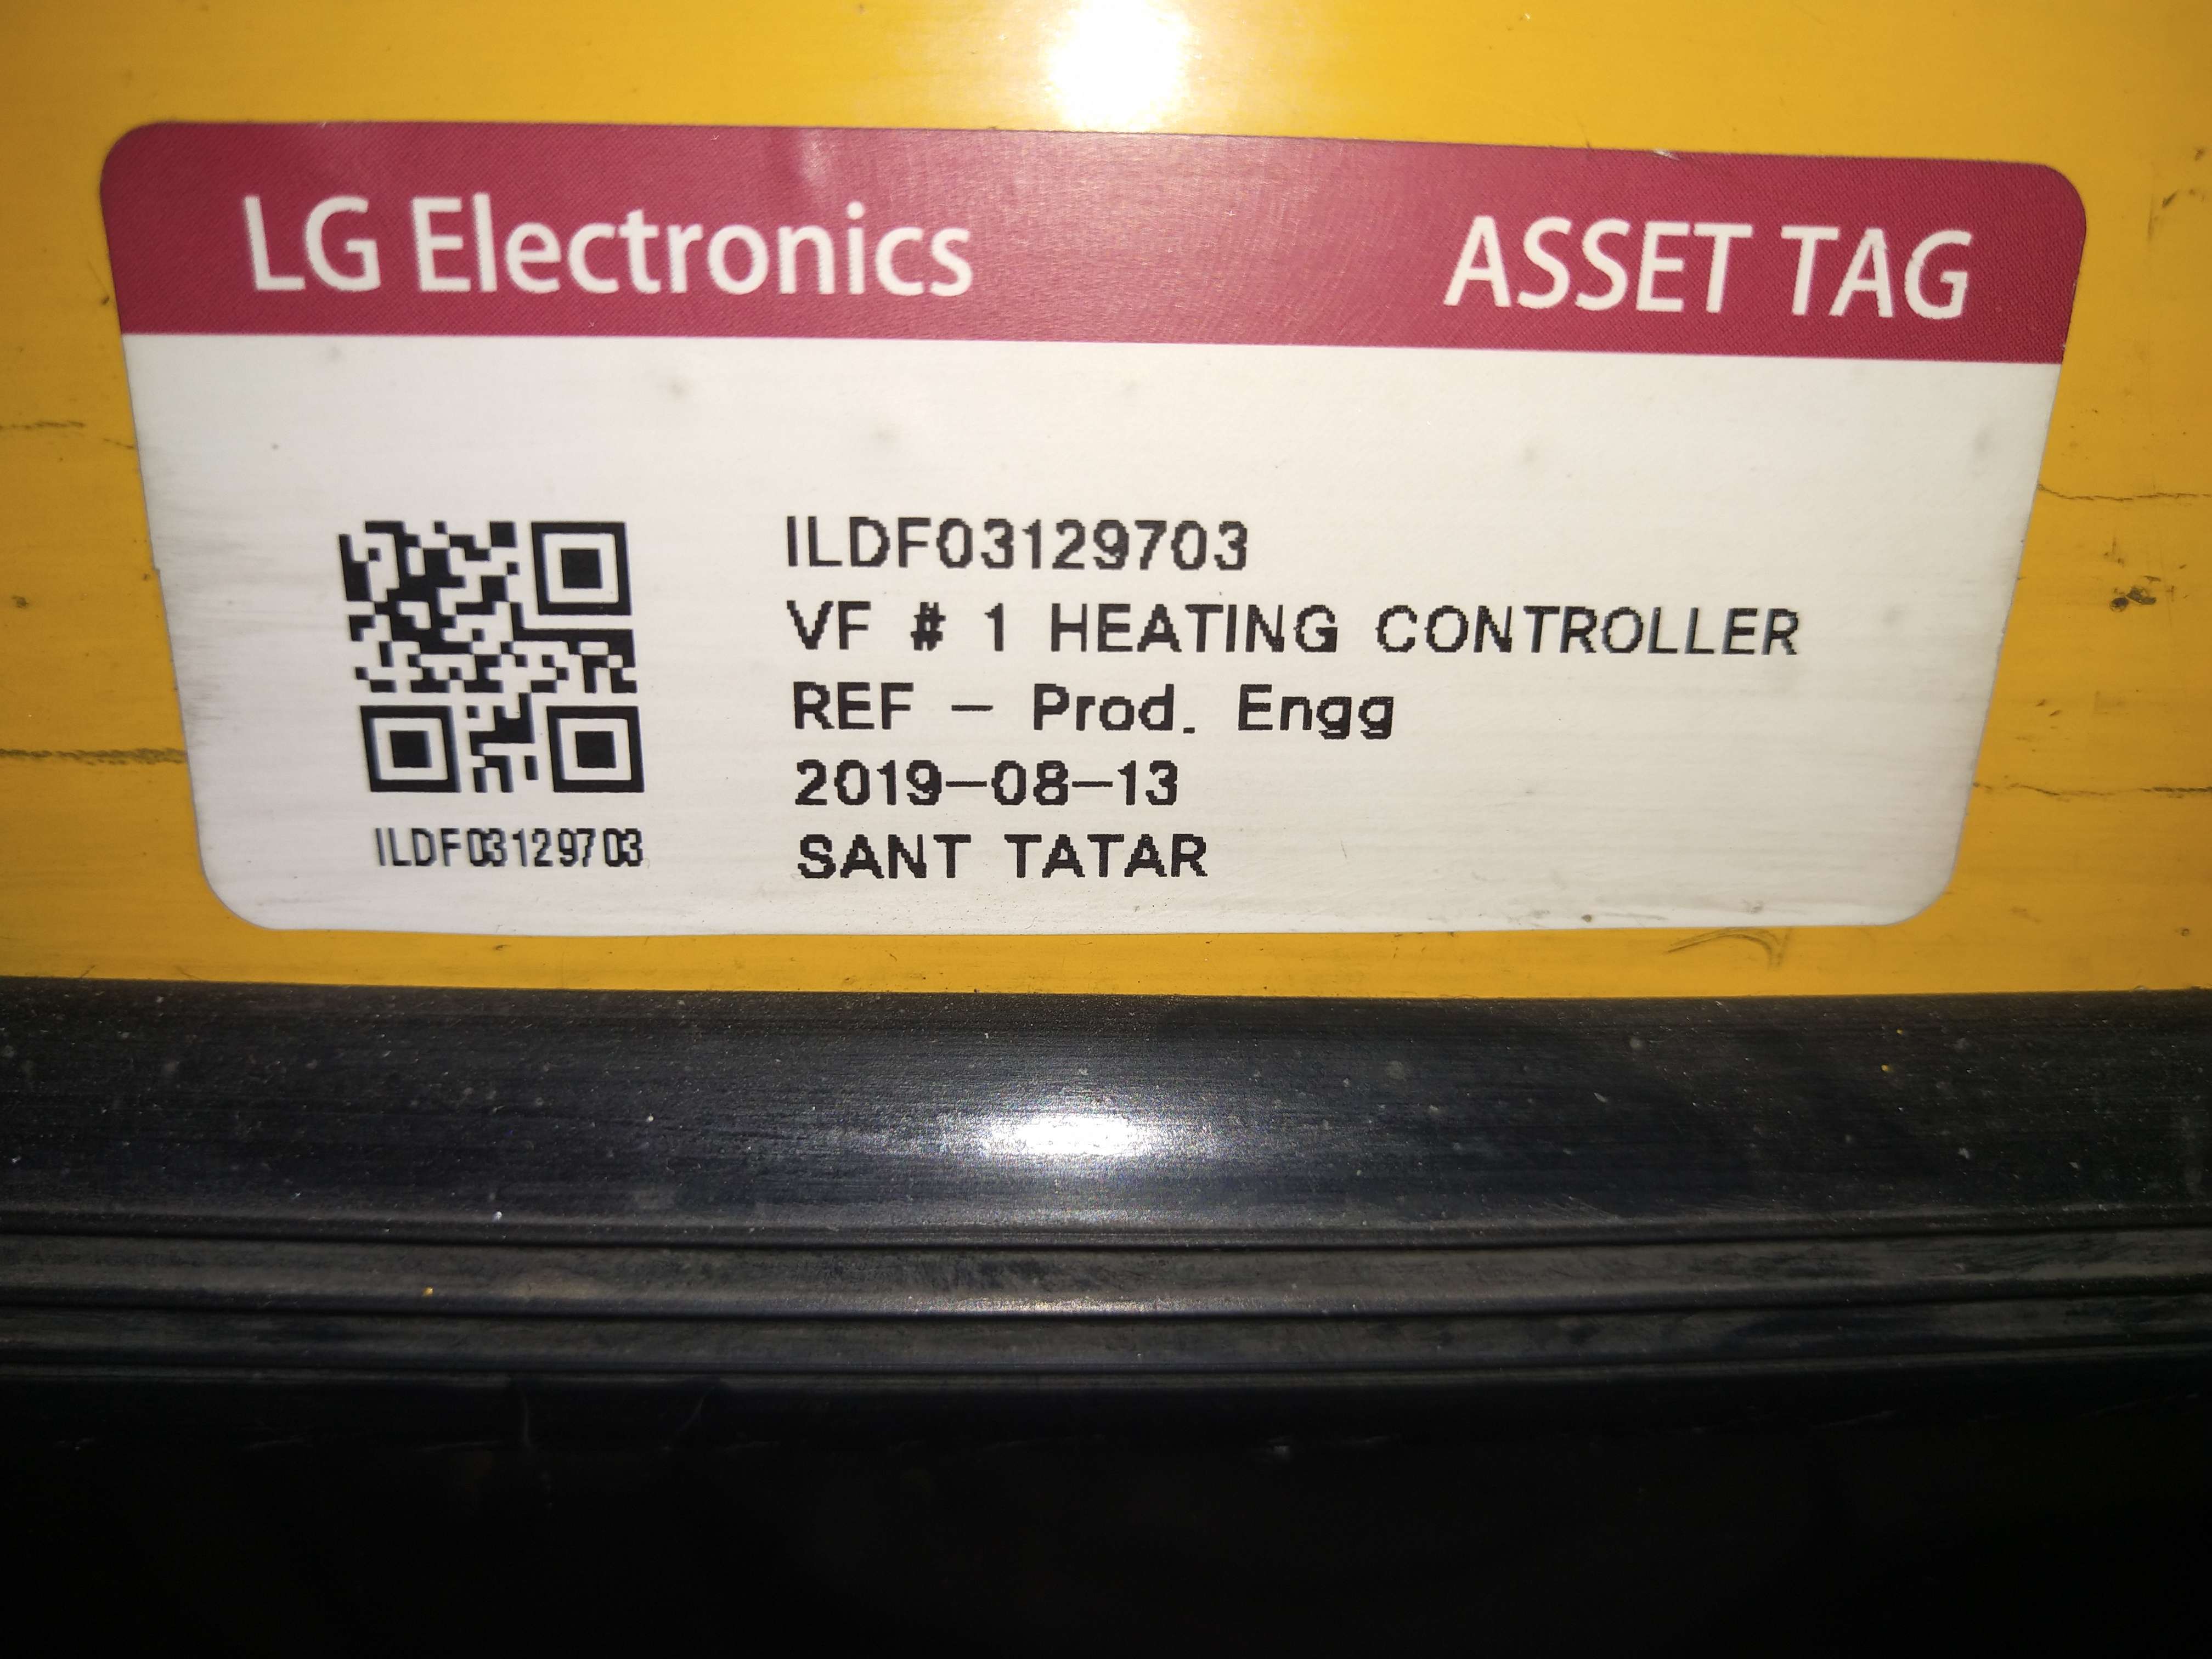 LG Electronics ASSET TAG
ILDF03129703
VF # 1 HEATING CONTROLLER
REF - Prod. Engg
2019-08-13
SANT TATAR
ILDF03129703